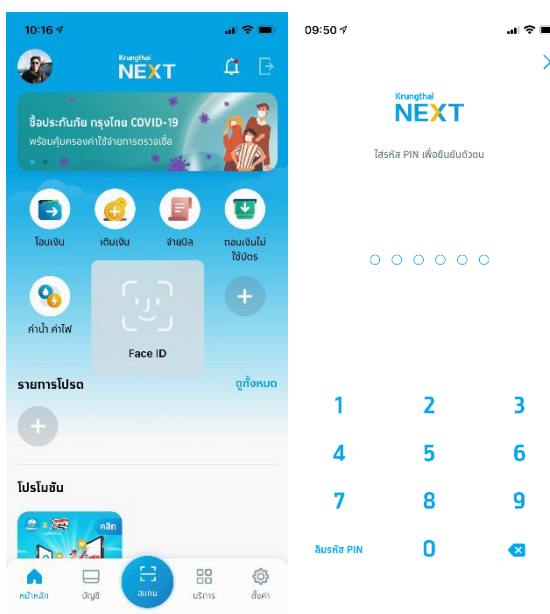 10:16
Krungthai
NEXT
ซื้อประกันภัย กรุงไทย COVID-19
พร้อมคุ้มครองค่าใช้จ่ายการตรวจเชื้อ
โอนเงิน
เติมเงิน
จ่ายบิล
ถอนเงินไม่
ใช้บัตร
ค่าน้ำ ค่าไฟ
Face ID
รายการโปรด
ดูทั้งหมด
โปรโมชัน
คลิก
หน้าหลัก
บัญชี
สแกน
บริการ
ตั้งค่า
09:50
Krungthai
NEXT
ใส่รหัส PIN เพื่อยืนยันตัวตน
1 2 3
4 5 6
7 8 9
ลืมรหัส PIN 0